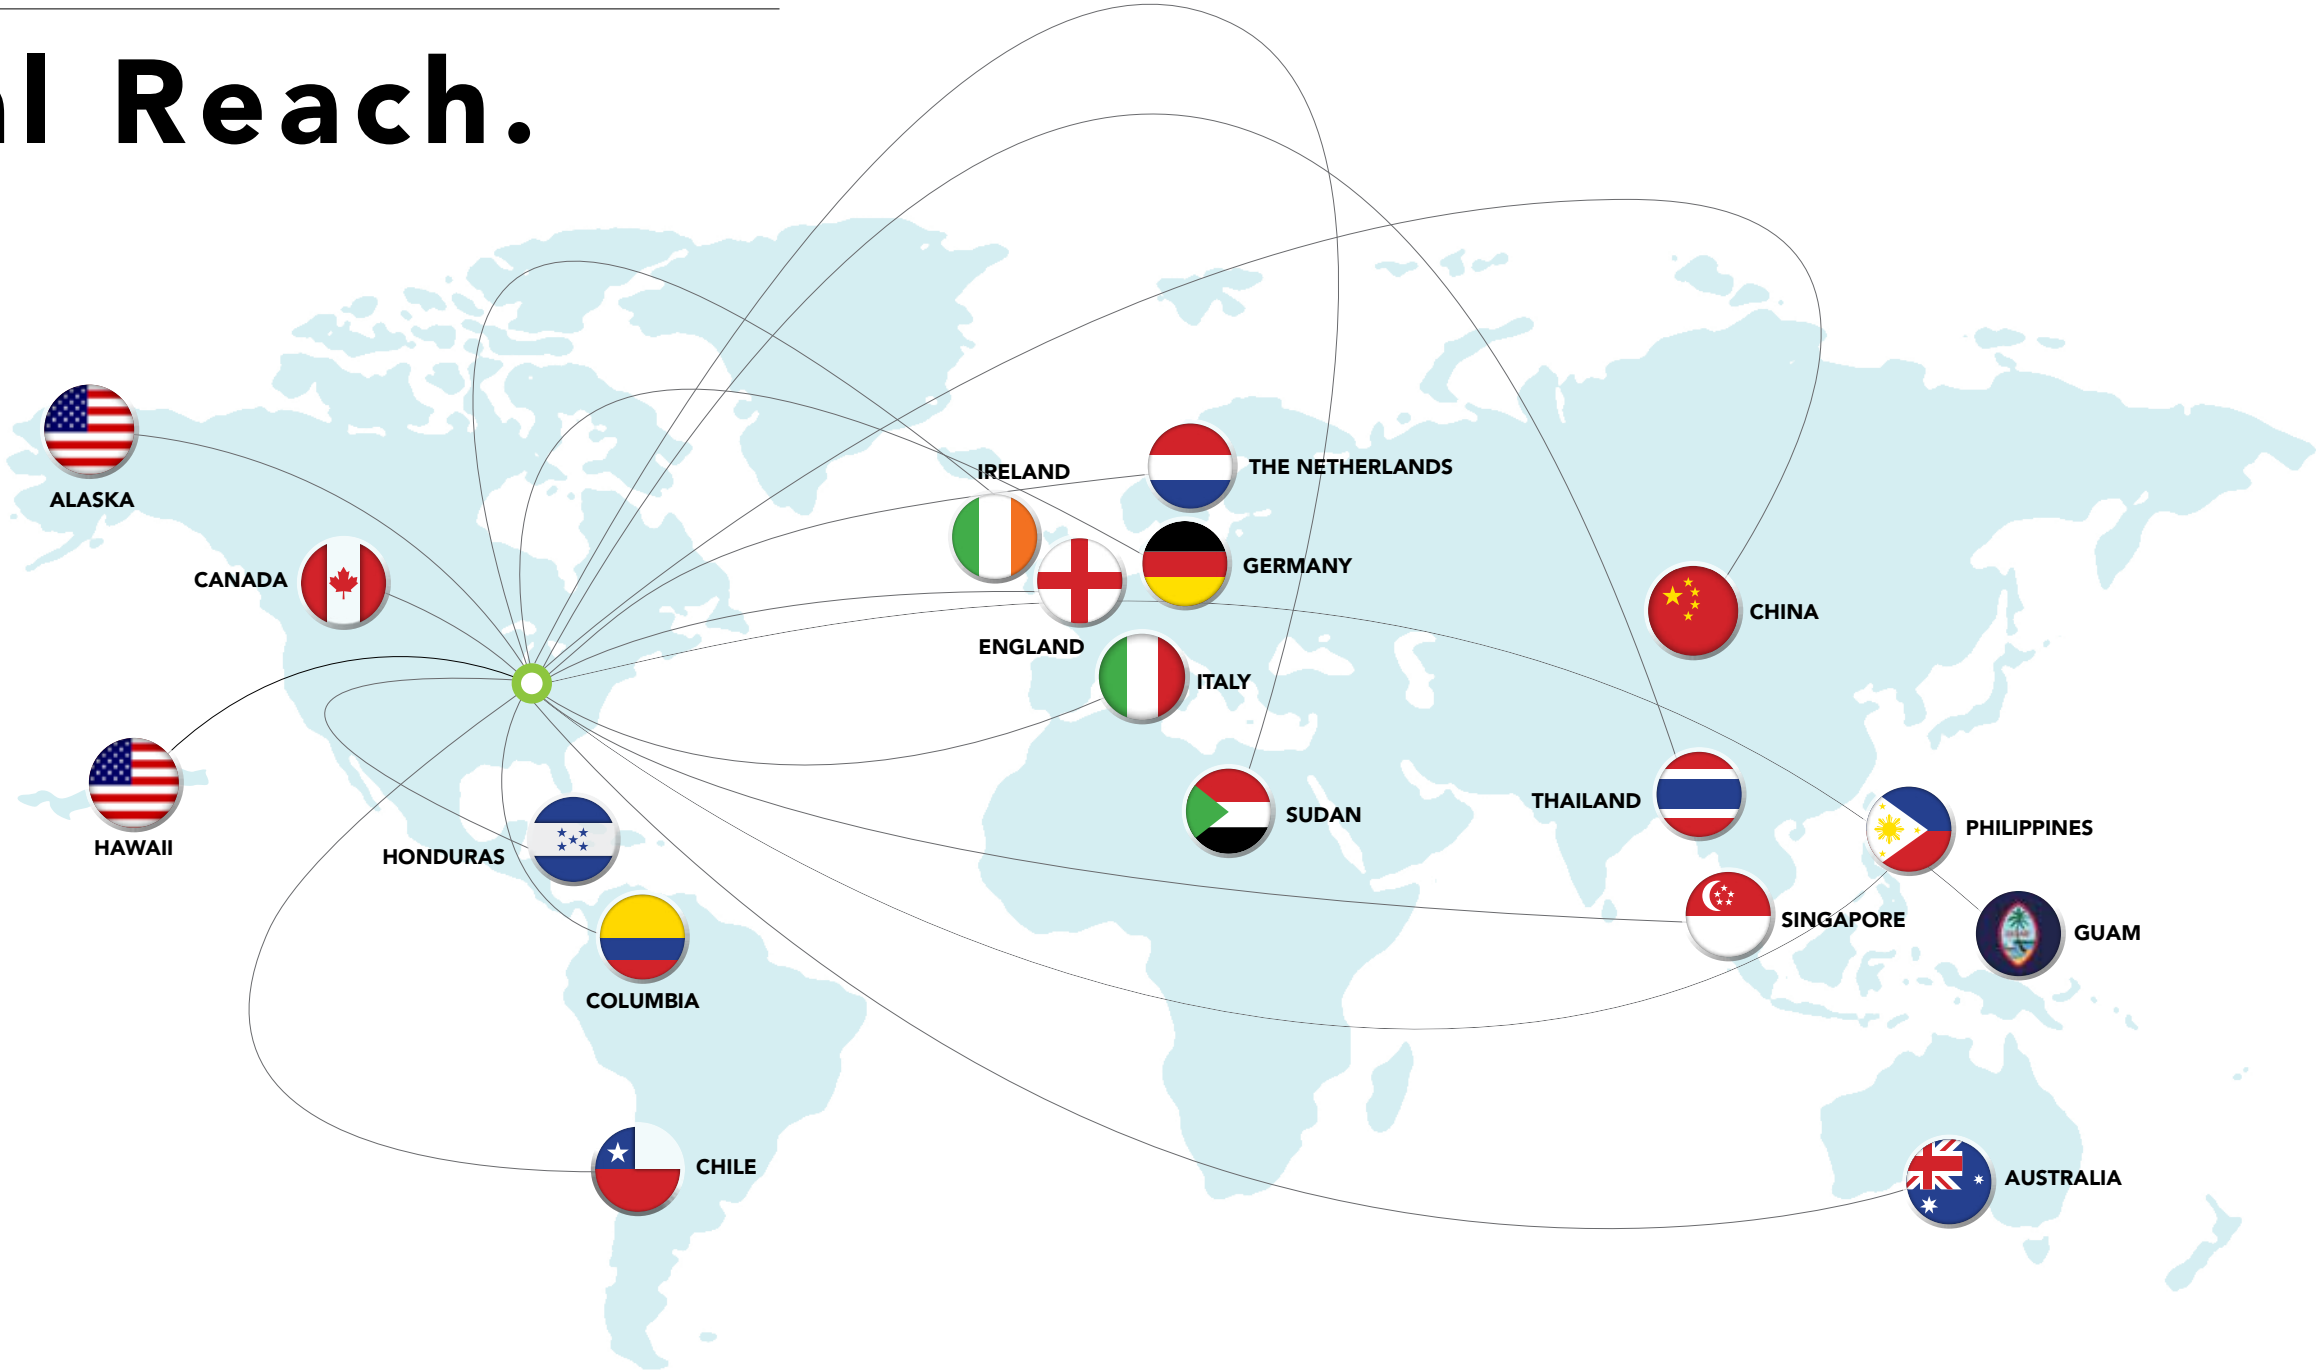 al Reach.
IRELAND
THE NETHERLANDS
ALASKA
GERMANY
CANADA
CHINA
ENGLAND
ITALY
THAILAND
SUDAN
PHILIPPINES
HAWAII
HONDURAS
SINGAPORE
GUAM
COLUMBIA
CHILE
AUSTRALIA